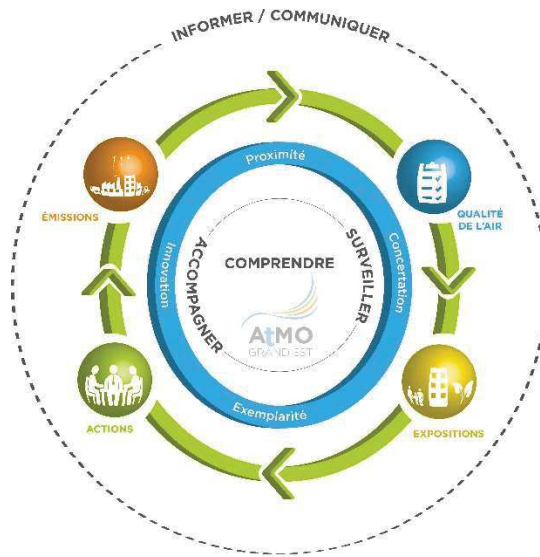 INFORMER / COMMUNIQUER
ÉMISSIONS
QUALITÉ
DE L'AIR
Proximité
Innovation
Concertation
ACCOMPAGNER
COMPRENDRE
SURVEILLER
AtMO
GRAND EST
Exemplarité
ACTIONS
EXPOSITIONS